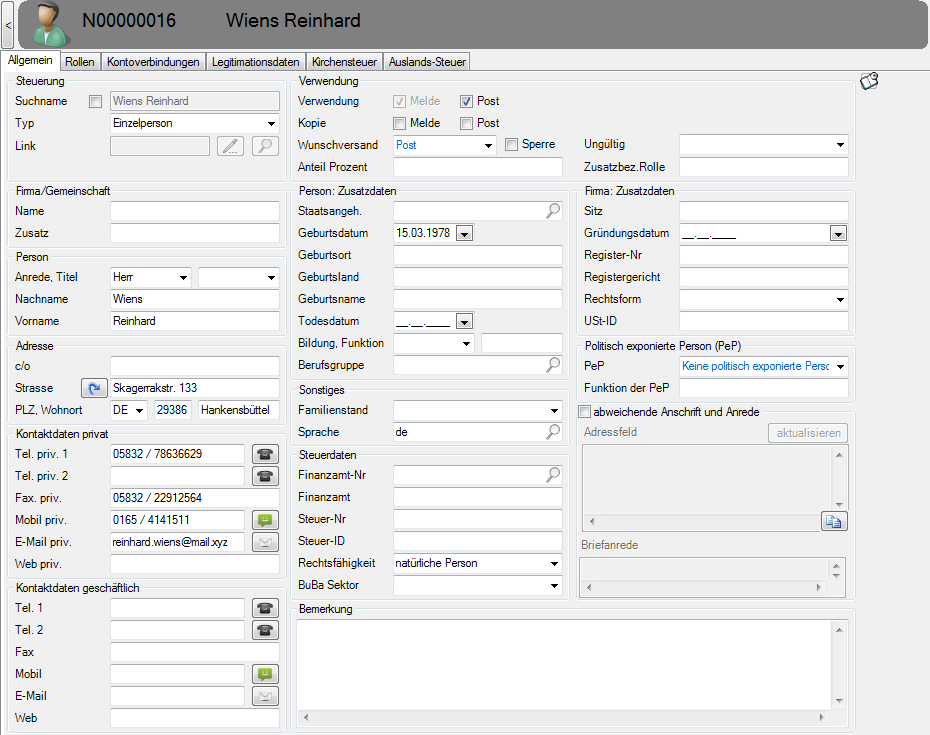 <
N00000016 Wiens Reinhard
Allgemein Rollen Kontoverbindungen Legitimationsdaten Kirchensteuer Auslands-Steuer
Steuerung
Suchname Wiens Reinhard
Typ Einzelperson
Link
Verwendung
Verwendung Melde Post
Kopie Melde Post
Wunschversand Post Sperre
Anteil Prozent
Ungültig
Zusatzbez.Rolle
Firma/Gemeinschaft
Name
Zusatz
Person
Anrede, Titel Herr
Nachname Wiens
Vorname Reinhard
Adresse
c/o
Strasse Skagerrakstr. 133
PLZ, Wohnort DE 29386 Hankensbüttel
Kontaktdaten privat
Tel. priv. 1 05832 / 78636629
Tel. priv. 2
Fax. priv. 05832 / 22912564
Mobil priv. 0165 / 4141511
E-Mail priv. reinhard.wiens@mail.xyz
Web priv.
Kontaktdaten geschäftlich
Tel. 1
Tel. 2
Fax
Mobil
E-Mail
Web
Person: Zusatzdaten
Staatsangeh.
Geburtsdatum 15.03.1978
Geburtsort
Geburtsland
Geburtsname
Todesdatum __.__.____
Bildung, Funktion
Berufsgruppe
Sonstiges
Familienstand
Sprache de
Steuerdaten
Finanzamt-Nr
Finanzamt
Steuer-Nr
Steuer-ID
Rechtsfähigkeit natürliche Person
BuBa Sektor
Firma: Zusatzdaten
Sitz
Gründungsdatum __.__.____
Register-Nr
Registergericht
Rechtsform
USt-ID
Politisch exponierte Person (PeP)
PeP Keine politisch exponierte Persc
Funktion der PeP
abweichende Anschrift und Anrede
Adressfeld aktualisieren
Briefanrede
Bemerkung